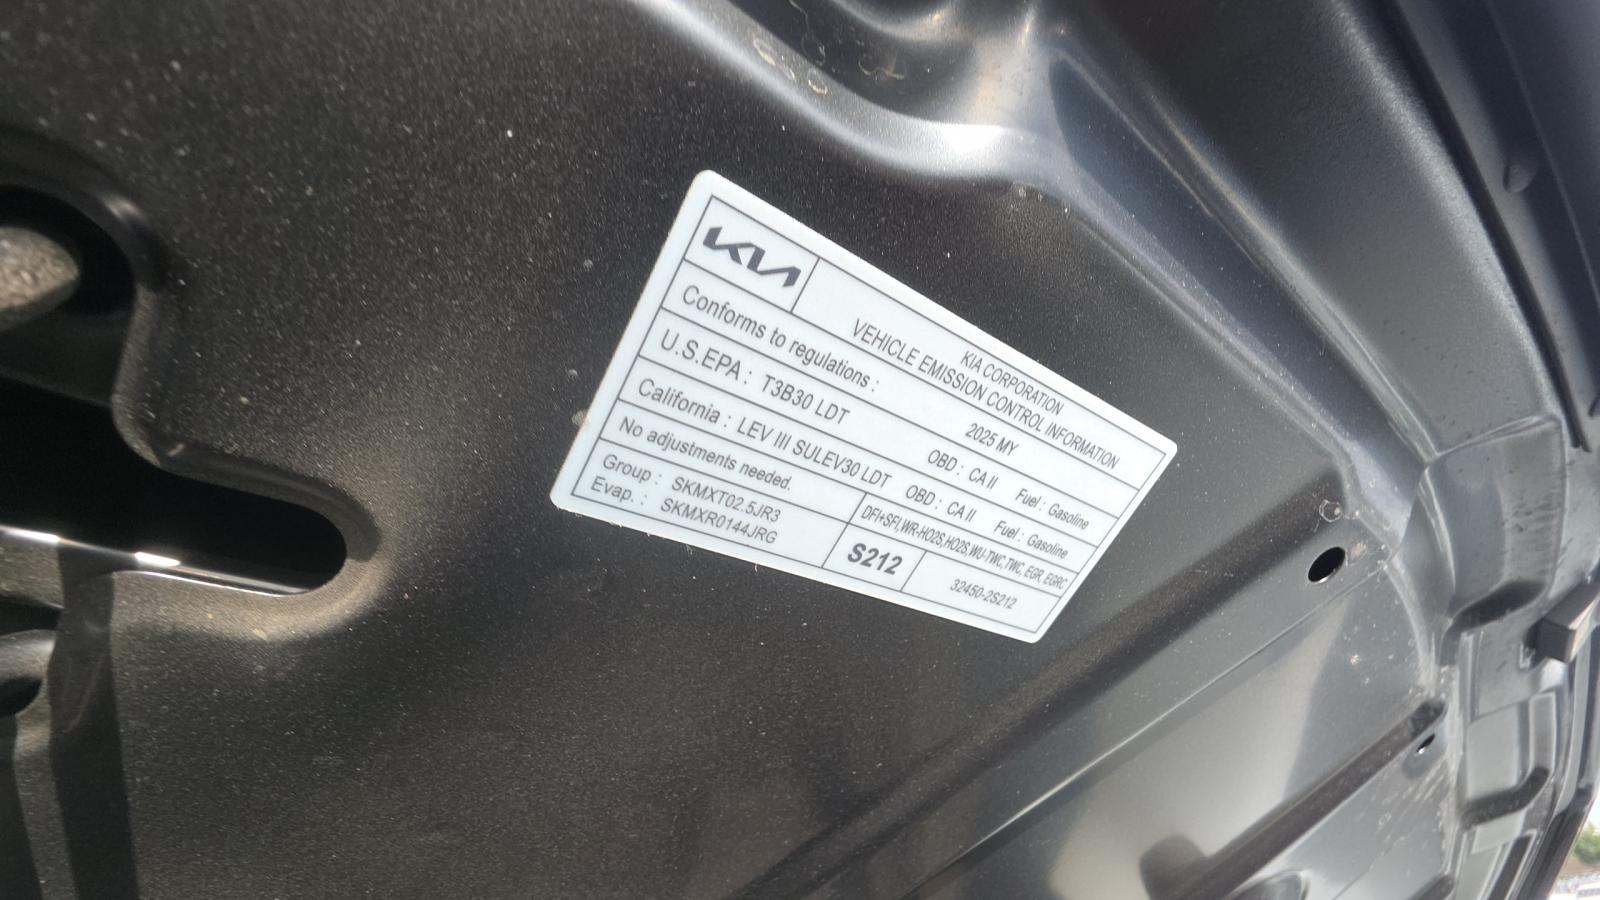 KIA
KIA CORPORATION
VEHICLE EMISSION CONTROL INFORMATION
Conforms to regulations : 2025 MY
U.S.EPA : T3B30 LDT OBD : CA II Fuel : Gasoline
California : LEV III SULEV30 LDT OBD : CA II Fuel : Gasoline
No adjustments needed.
DFI+SFI,WR-HO2S,HO2S,WU-TWC,TWC, EGR, EGRC
Group : SKMXT02.5JR3
Evap. : SKMXR0144JRG
S212
32450-2S212